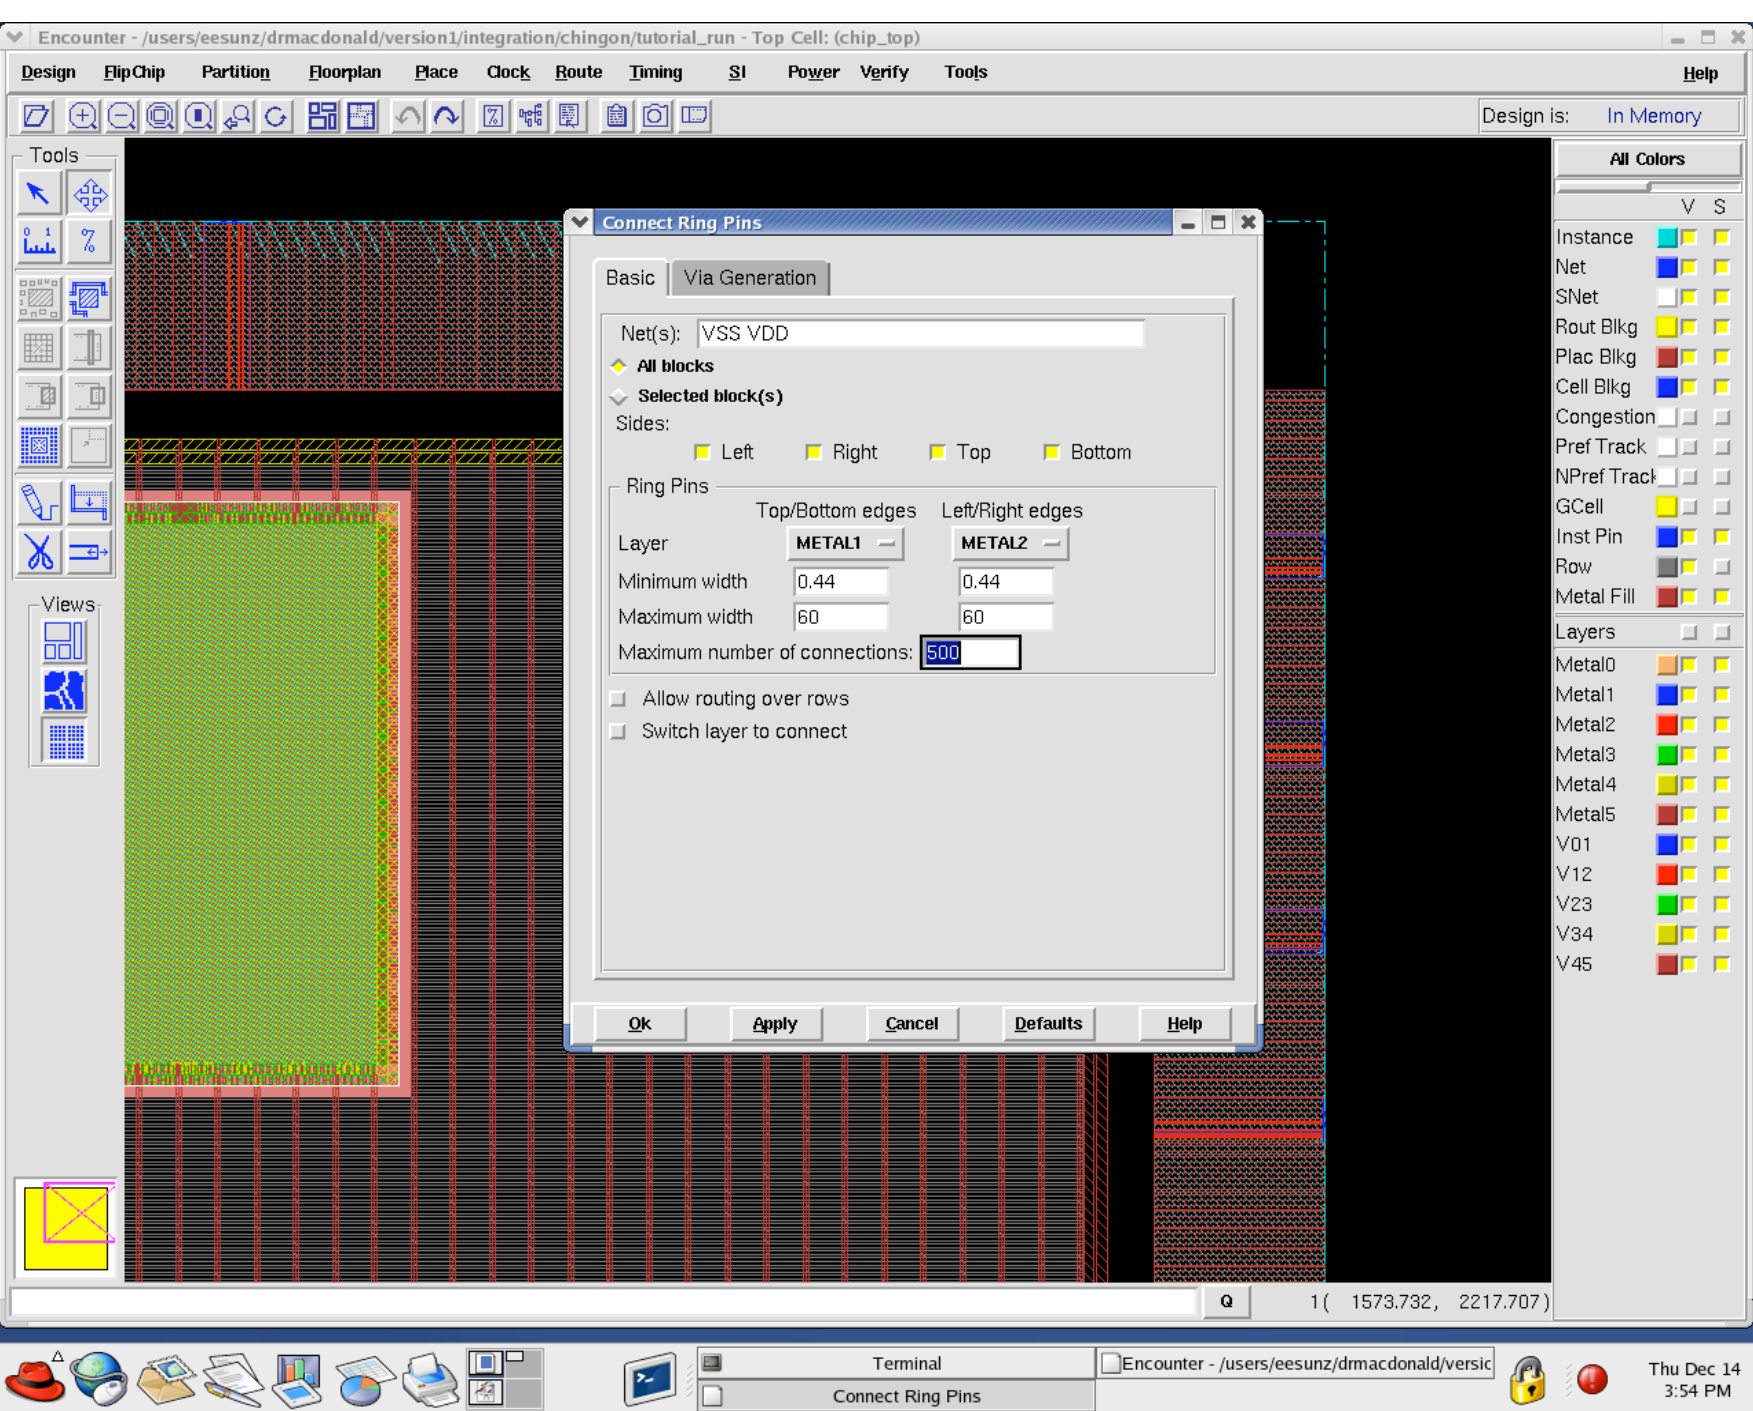 Encounter - /users/eesunz/drmacdonald/version1/integration/chingon/tutorial_run - Top Cell: (chip_top)
Design FlipChip Partition Floorplan Place Clock Route Timing SI Power Verify Tools Help
Design is: In Memory
Tools
0 1
%
Views
Connect Ring Pins
Basic Via Generation
Net(s): VSS VDD
All blocks
Selected block(s)
Sides:
Left Right Top Bottom
Ring Pins
Top/Bottom edges Left/Right edges
Layer METAL1 METAL2
Minimum width 0.44 0.44
Maximum width 60 60
Maximum number of connections: 500
Allow routing over rows
Switch layer to connect
Ok Apply Cancel Defaults Help
All Colors
V S
Instance
Net
SNet
Rout Blkg
Plac Blkg
Cell Blkg
Congestion
Pref Track
NPref Track
GCell
Inst Pin
Row
Metal Fill
Layers
Metal0
Metal1
Metal2
Metal3
Metal4
Metal5
V01
V12
V23
V34
V45
Q 1( 1573.732, 2217.707)
Terminal
Encounter - /users/eesunz/drmacdonald/versic
Connect Ring Pins
Thu Dec 14
3:54 PM